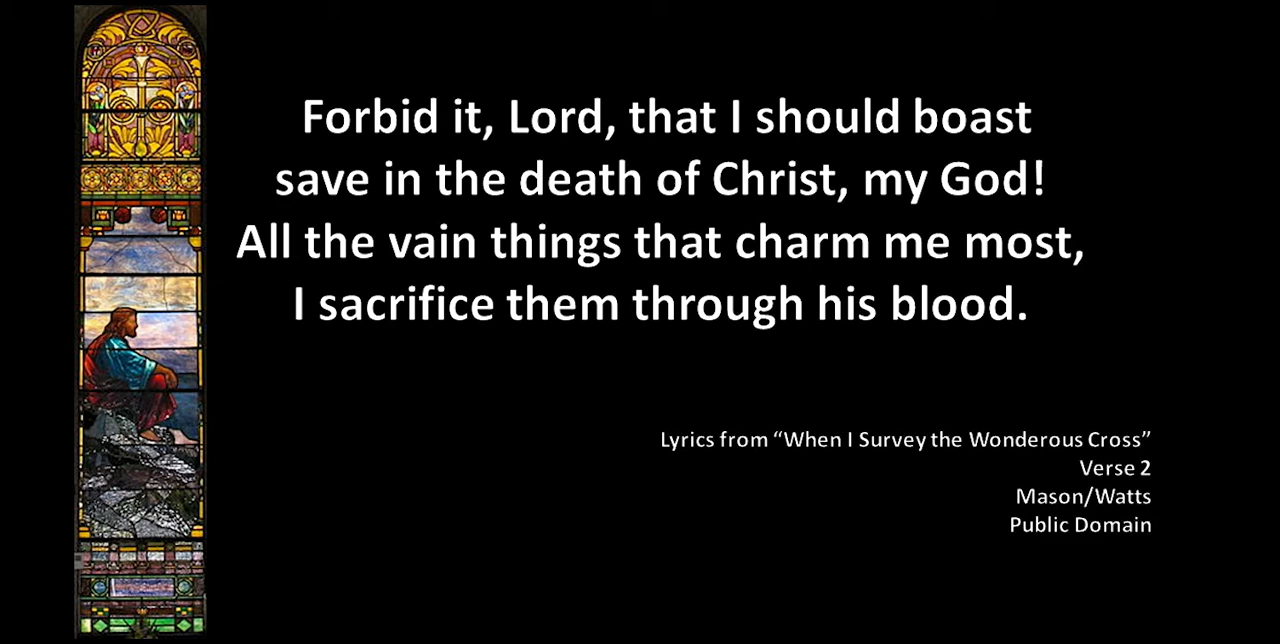 Forbid it, Lord, that I should boast
save in the death of Christ, my God!
All the vain things that charm me most,
I sacrifice them through his blood.
Lyrics from “When I Survey the Wonderous Cross”
Verse 2
Mason/Watts
Public Domain